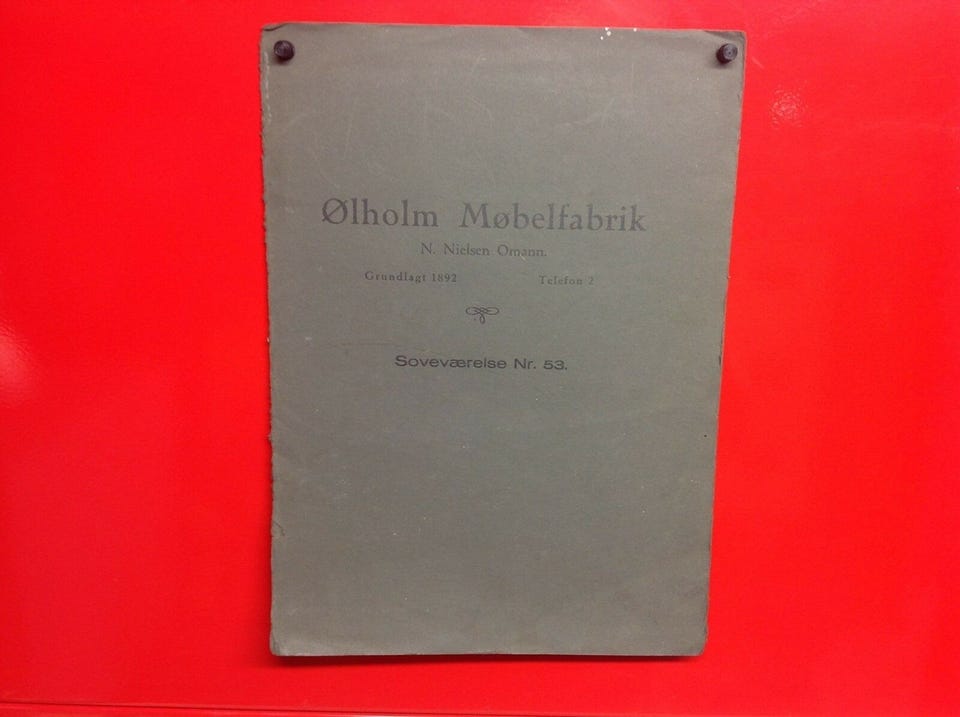 Ølholm Møbelfabrik
N. Nielsen Omann.
Grundlagt 1892 Telefon 2
Soveværelse Nr. 53.